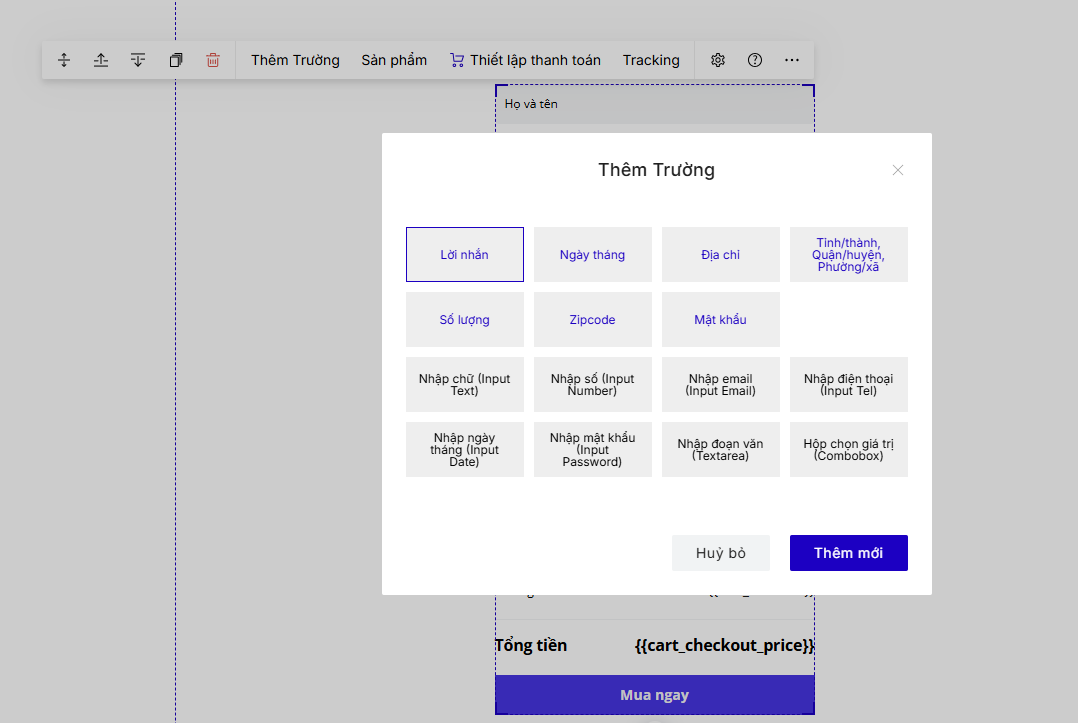 Thêm Trường Sản phẩm Thiết lập thanh toán Tracking
Họ và tên
Thêm Trường
Lời nhắn
Ngày tháng
Địa chỉ
Tỉnh/thành,
Quận/huyện,
Phường/xã
Số lượng
Zipcode
Mật khẩu
Nhập chữ (Input
Text)
Nhập số (Input
Number)
Nhập email
(Input Email)
Nhập điện thoại
(Input Tel)
Nhập ngày
tháng (Input
Date)
Nhập mật khẩu
(Input
Password)
Nhập đoạn văn
(Textarea)
Hộp chọn giá trị
(Combobox)
Huỷ bỏ
Thêm mới
Tổng tiền {{cart_checkout_price}}
Mua ngay